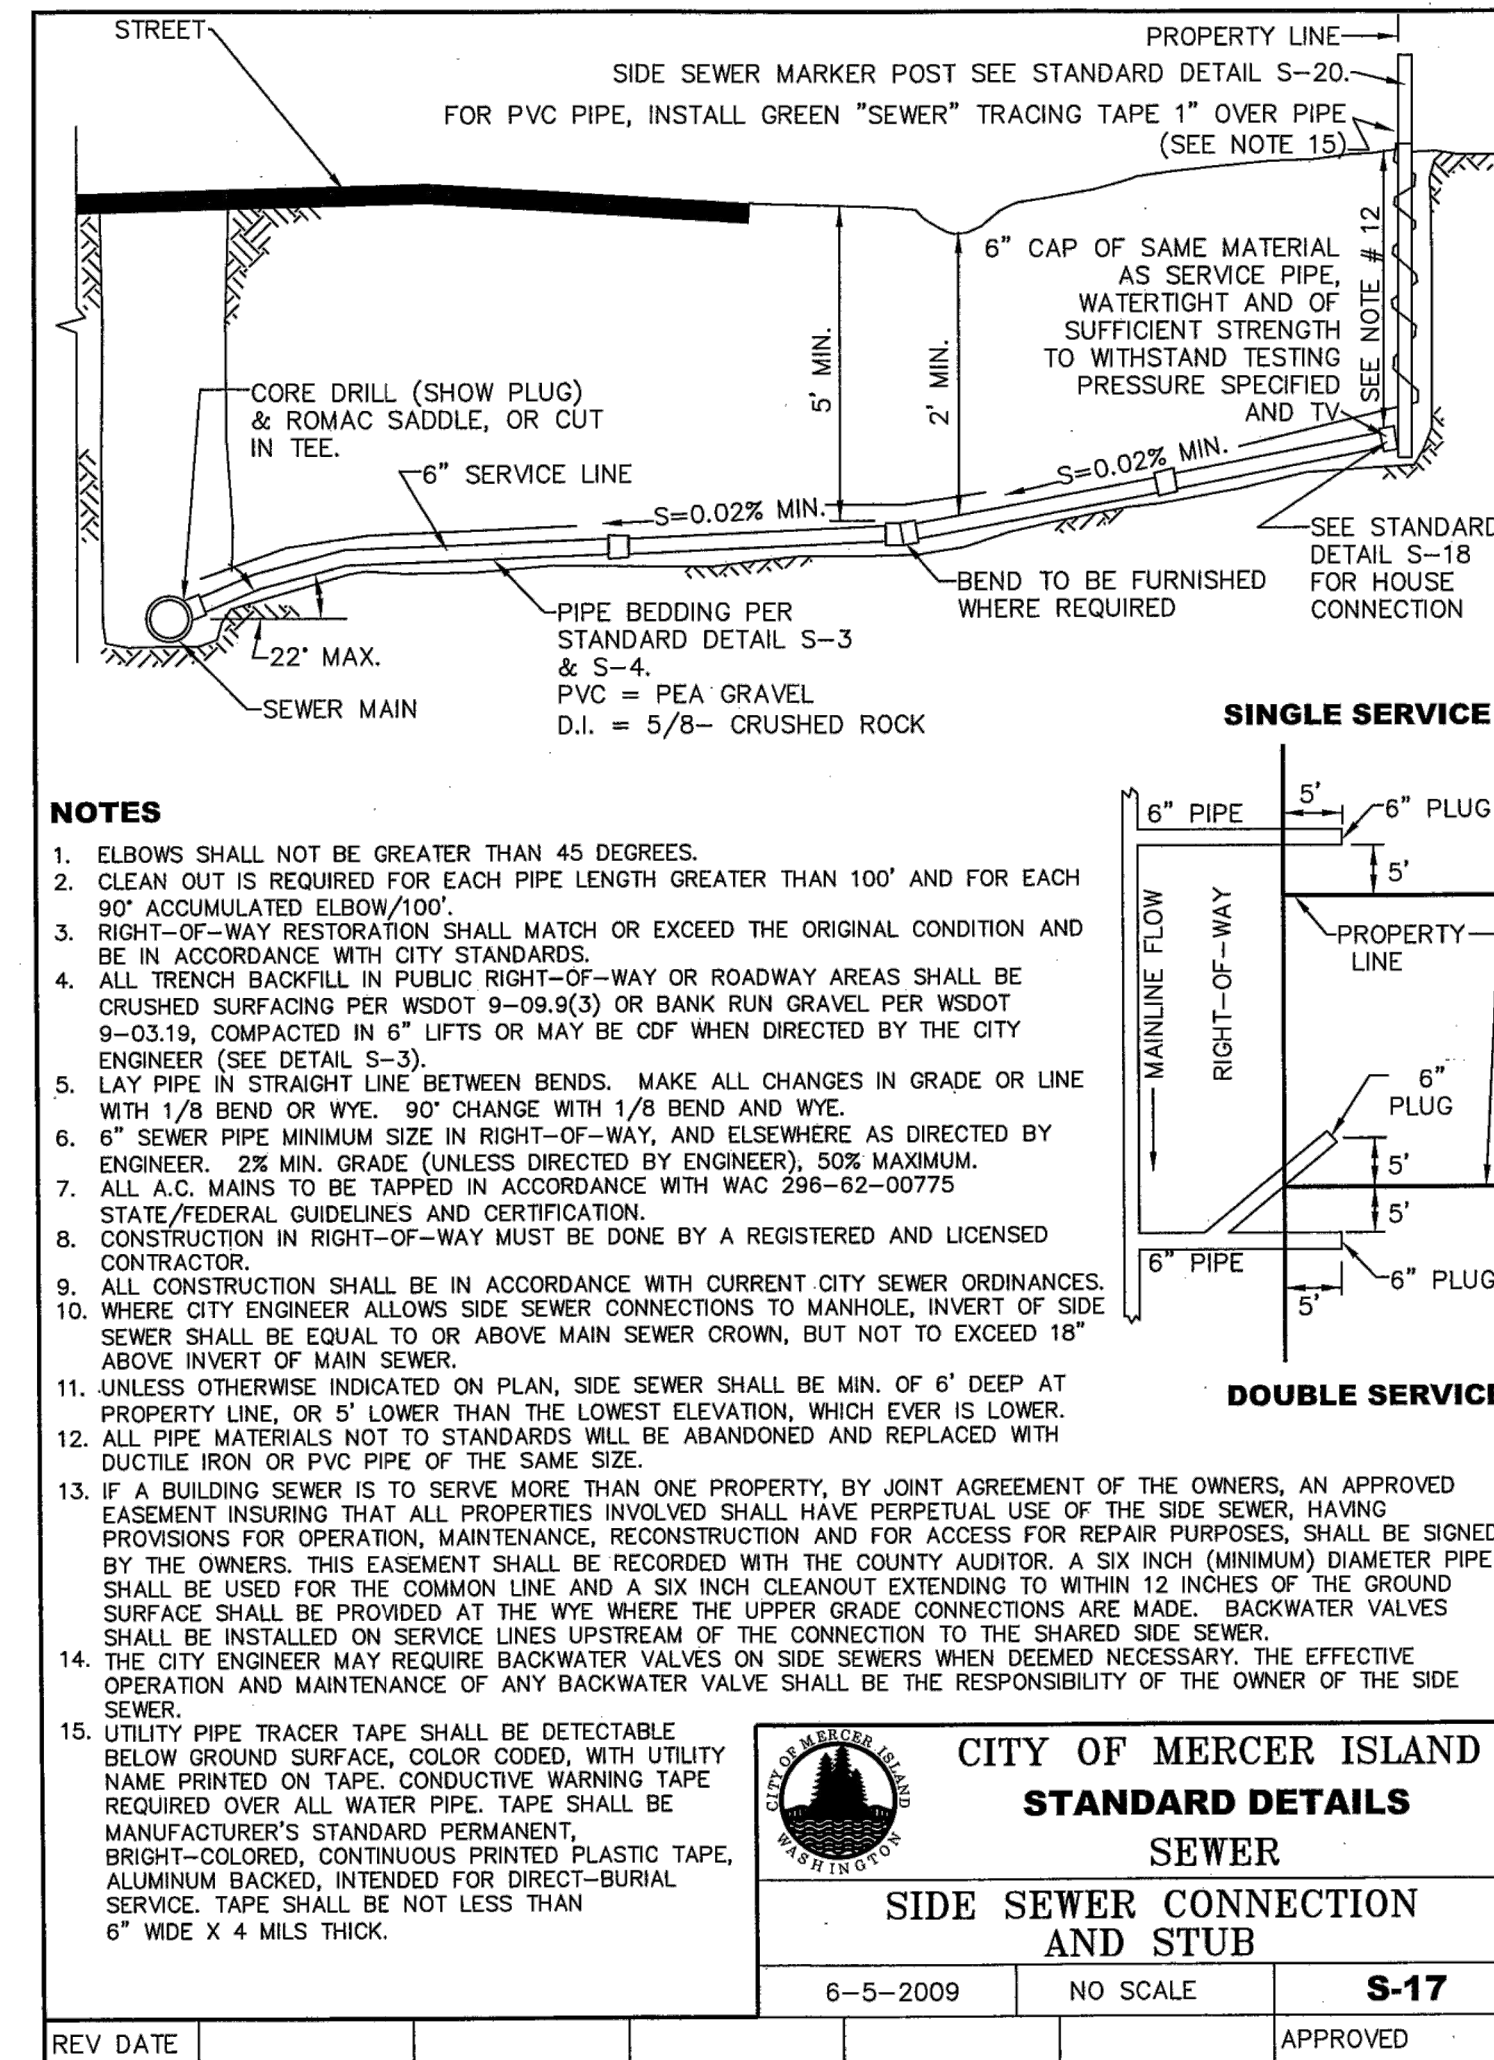 STREET
PROPERTY LINE
SIDE SEWER MARKER POST SEE STANDARD DETAIL S-20.
FOR PVC PIPE, INSTALL GREEN "SEWER" TRACING TAPE 1" OVER PIPE
(SEE NOTE 15)
6" CAP OF SAME MATERIAL
AS SERVICE PIPE,
WATERTIGHT AND OF
SUFFICIENT STRENGTH
TO WITHSTAND TESTING
PRESSURE SPECIFIED
AND TV
SEE NOTE # 12
5' MIN.
2' MIN.
CORE DRILL (SHOW PLUG)
& ROMAC SADDLE, OR CUT
IN TEE.
6" SERVICE LINE
S=0.02% MIN.
S=0.02% MIN.
SEE STANDARD
DETAIL S-18
FOR HOUSE
CONNECTION
BEND TO BE FURNISHED
WHERE REQUIRED
PIPE BEDDING PER
STANDARD DETAIL S-3
& S-4.
PVC = PEA GRAVEL
D.I. = 5/8- CRUSHED ROCK
22° MAX.
SEWER MAIN
SINGLE SERVICE
6" PIPE
5'
6" PLUG
5'
MAINLINE FLOW
RIGHT-OF-WAY
PROPERTY
LINE
6"
PLUG
5'
5'
6" PIPE
5'
6" PLUG
DOUBLE SERVICE
NOTES
1. ELBOWS SHALL NOT BE GREATER THAN 45 DEGREES.
2. CLEAN OUT IS REQUIRED FOR EACH PIPE LENGTH GREATER THAN 100' AND FOR EACH
90° ACCUMULATED ELBOW/100'.
3. RIGHT-OF-WAY RESTORATION SHALL MATCH OR EXCEED THE ORIGINAL CONDITION AND
BE IN ACCORDANCE WITH CITY STANDARDS.
4. ALL TRENCH BACKFILL IN PUBLIC RIGHT-OF-WAY OR ROADWAY AREAS SHALL BE
CRUSHED SURFACING PER WSDOT 9-09.9(3) OR BANK RUN GRAVEL PER WSDOT
9-03.19, COMPACTED IN 6" LIFTS OR MAY BE CDF WHEN DIRECTED BY THE CITY
ENGINEER (SEE DETAIL S-3).
5. LAY PIPE IN STRAIGHT LINE BETWEEN BENDS. MAKE ALL CHANGES IN GRADE OR LINE
WITH 1/8 BEND OR WYE. 90° CHANGE WITH 1/8 BEND AND WYE.
6. 6" SEWER PIPE MINIMUM SIZE IN RIGHT-OF-WAY, AND ELSEWHERE AS DIRECTED BY
ENGINEER. 2% MIN. GRADE (UNLESS DIRECTED BY ENGINEER), 50% MAXIMUM.
7. ALL A.C. MAINS TO BE TAPPED IN ACCORDANCE WITH WAC 296-62-00775
STATE/FEDERAL GUIDELINES AND CERTIFICATION.
8. CONSTRUCTION IN RIGHT-OF-WAY MUST BE DONE BY A REGISTERED AND LICENSED
CONTRACTOR.
9. ALL CONSTRUCTION SHALL BE IN ACCORDANCE WITH CURRENT CITY SEWER ORDINANCES.
10. WHERE CITY ENGINEER ALLOWS SIDE SEWER CONNECTIONS TO MANHOLE, INVERT OF SIDE
SEWER SHALL BE EQUAL TO OR ABOVE MAIN SEWER CROWN, BUT NOT TO EXCEED 18"
ABOVE INVERT OF MAIN SEWER.
11. UNLESS OTHERWISE INDICATED ON PLAN, SIDE SEWER SHALL BE MIN. OF 6' DEEP AT
PROPERTY LINE, OR 5' LOWER THAN THE LOWEST ELEVATION, WHICH EVER IS LOWER.
12. ALL PIPE MATERIALS NOT TO STANDARDS WILL BE ABANDONED AND REPLACED WITH
DUCTILE IRON OR PVC PIPE OF THE SAME SIZE.
13. IF A BUILDING SEWER IS TO SERVE MORE THAN ONE PROPERTY, BY JOINT AGREEMENT OF THE OWNERS, AN APPROVED
EASEMENT INSURING THAT ALL PROPERTIES INVOLVED SHALL HAVE PERPETUAL USE OF THE SIDE SEWER, HAVING
PROVISIONS FOR OPERATION, MAINTENANCE, RECONSTRUCTION AND FOR ACCESS FOR REPAIR PURPOSES, SHALL BE SIGNED
BY THE OWNERS. THIS EASEMENT SHALL BE RECORDED WITH THE COUNTY AUDITOR. A SIX INCH (MINIMUM) DIAMETER PIPE
SHALL BE USED FOR THE COMMON LINE AND A SIX INCH CLEANOUT EXTENDING TO WITHIN 12 INCHES OF THE GROUND
SURFACE SHALL BE PROVIDED AT THE WYE WHERE THE UPPER GRADE CONNECTIONS ARE MADE. BACKWATER VALVES
SHALL BE INSTALLED ON SERVICE LINES UPSTREAM OF THE CONNECTION TO THE SHARED SIDE SEWER.
14. THE CITY ENGINEER MAY REQUIRE BACKWATER VALVES ON SIDE SEWERS WHEN DEEMED NECESSARY. THE EFFECTIVE
OPERATION AND MAINTENANCE OF ANY BACKWATER VALVE SHALL BE THE RESPONSIBILITY OF THE OWNER OF THE SIDE
SEWER.
15. UTILITY PIPE TRACER TAPE SHALL BE DETECTABLE
BELOW GROUND SURFACE, COLOR CODED, WITH UTILITY
NAME PRINTED ON TAPE. CONDUCTIVE WARNING TAPE
REQUIRED OVER ALL WATER PIPE. TAPE SHALL BE
MANUFACTURER'S STANDARD PERMANENT,
BRIGHT-COLORED, CONTINUOUS PRINTED PLASTIC TAPE,
ALUMINUM BACKED, INTENDED FOR DIRECT-BURIAL
SERVICE. TAPE SHALL BE NOT LESS THAN
6" WIDE X 4 MILS THICK.
CITY OF MERCER ISLAND
WASHINGTON
CITY OF MERCER ISLAND
STANDARD DETAILS
SEWER
SIDE SEWER CONNECTION
AND STUB
6-5-2009
NO SCALE
S-17
REV DATE
APPROVED